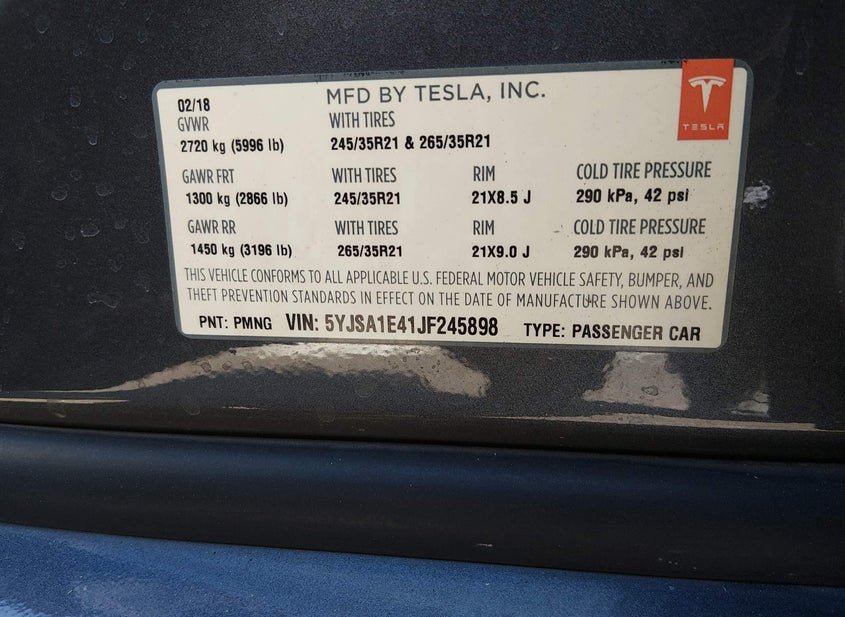 02/18 MFD BY TESLA, INC.
TESLA
GVWR WITH TIRES
2720 kg (5996 lb) 245/35R21 & 265/35R21
GAWR FRT WITH TIRES RIM COLD TIRE PRESSURE
1300 kg (2866 lb) 245/35R21 21X8.5 J 290 kPa, 42 psi
GAWR RR WITH TIRES RIM COLD TIRE PRESSURE
1450 kg (3196 lb) 265/35R21 21X9.0 J 290 kPa, 42 psi
THIS VEHICLE CONFORMS TO ALL APPLICABLE U.S. FEDERAL MOTOR VEHICLE SAFETY, BUMPER, AND
THEFT PREVENTION STANDARDS IN EFFECT ON THE DATE OF MANUFACTURE SHOWN ABOVE.
PNT: PMNG VIN: 5YJSA1E41JF245898 TYPE: PASSENGER CAR